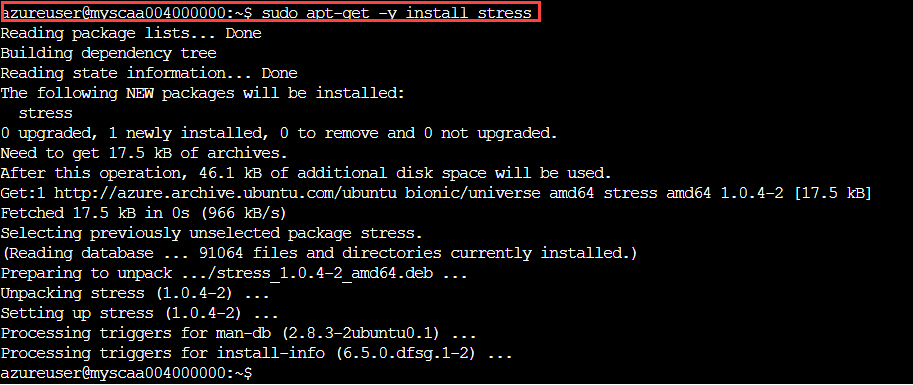 azureuser@myscaa004000000:~$ sudo apt-get -y install stress
Reading package lists... Done
Building dependency tree
Reading state information... Done
The following NEW packages will be installed:
  stress
0 upgraded, 1 newly installed, 0 to remove and 0 not upgraded.
Need to get 17.5 kB of archives.
After this operation, 46.1 kB of additional disk space will be used.
Get:1 http://azure.archive.ubuntu.com/ubuntu bionic/universe amd64 stress amd64 1.0.4-2 [17.5 kB]
Fetched 17.5 kB in 0s (966 kB/s)
Selecting previously unselected package stress.
(Reading database ... 91064 files and directories currently installed.)
Preparing to unpack .../stress_1.0.4-2_amd64.deb ...
Unpacking stress (1.0.4-2) ...
Setting up stress (1.0.4-2) ...
Processing triggers for man-db (2.8.3-2ubuntu0.1) ...
Processing triggers for install-info (6.5.0.dfsg.1-2) ...
azureuser@myscaa004000000:~$